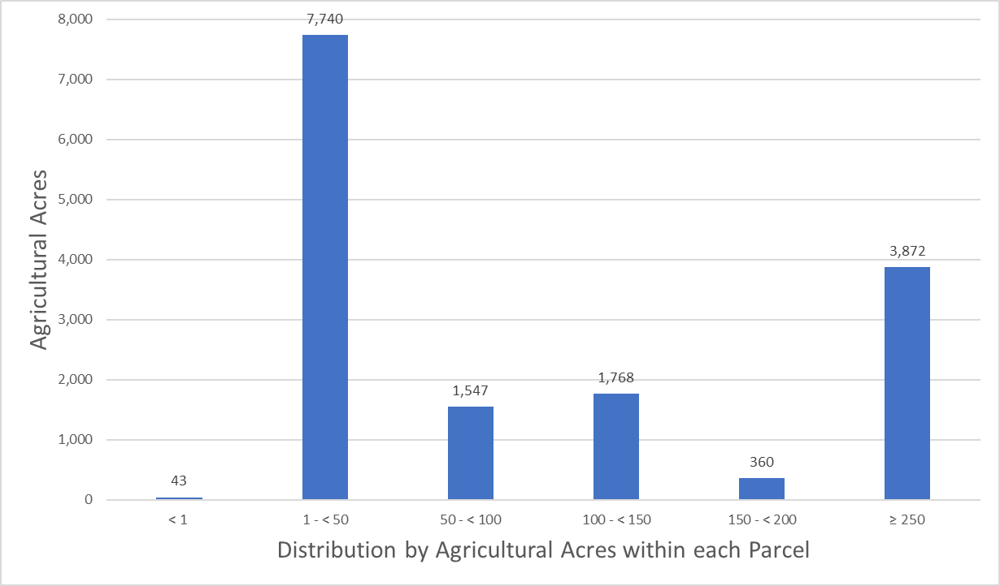 8,000
7,000
6,000
5,000
4,000
3,000
2,000
1,000
0
Agricultural Acres
43
7,740
1,547
1,768
360
3,872
< 1
1 - < 50
50 - < 100
100 - < 150
150 - < 200
≥ 250
Distribution by Agricultural Acres within each Parcel